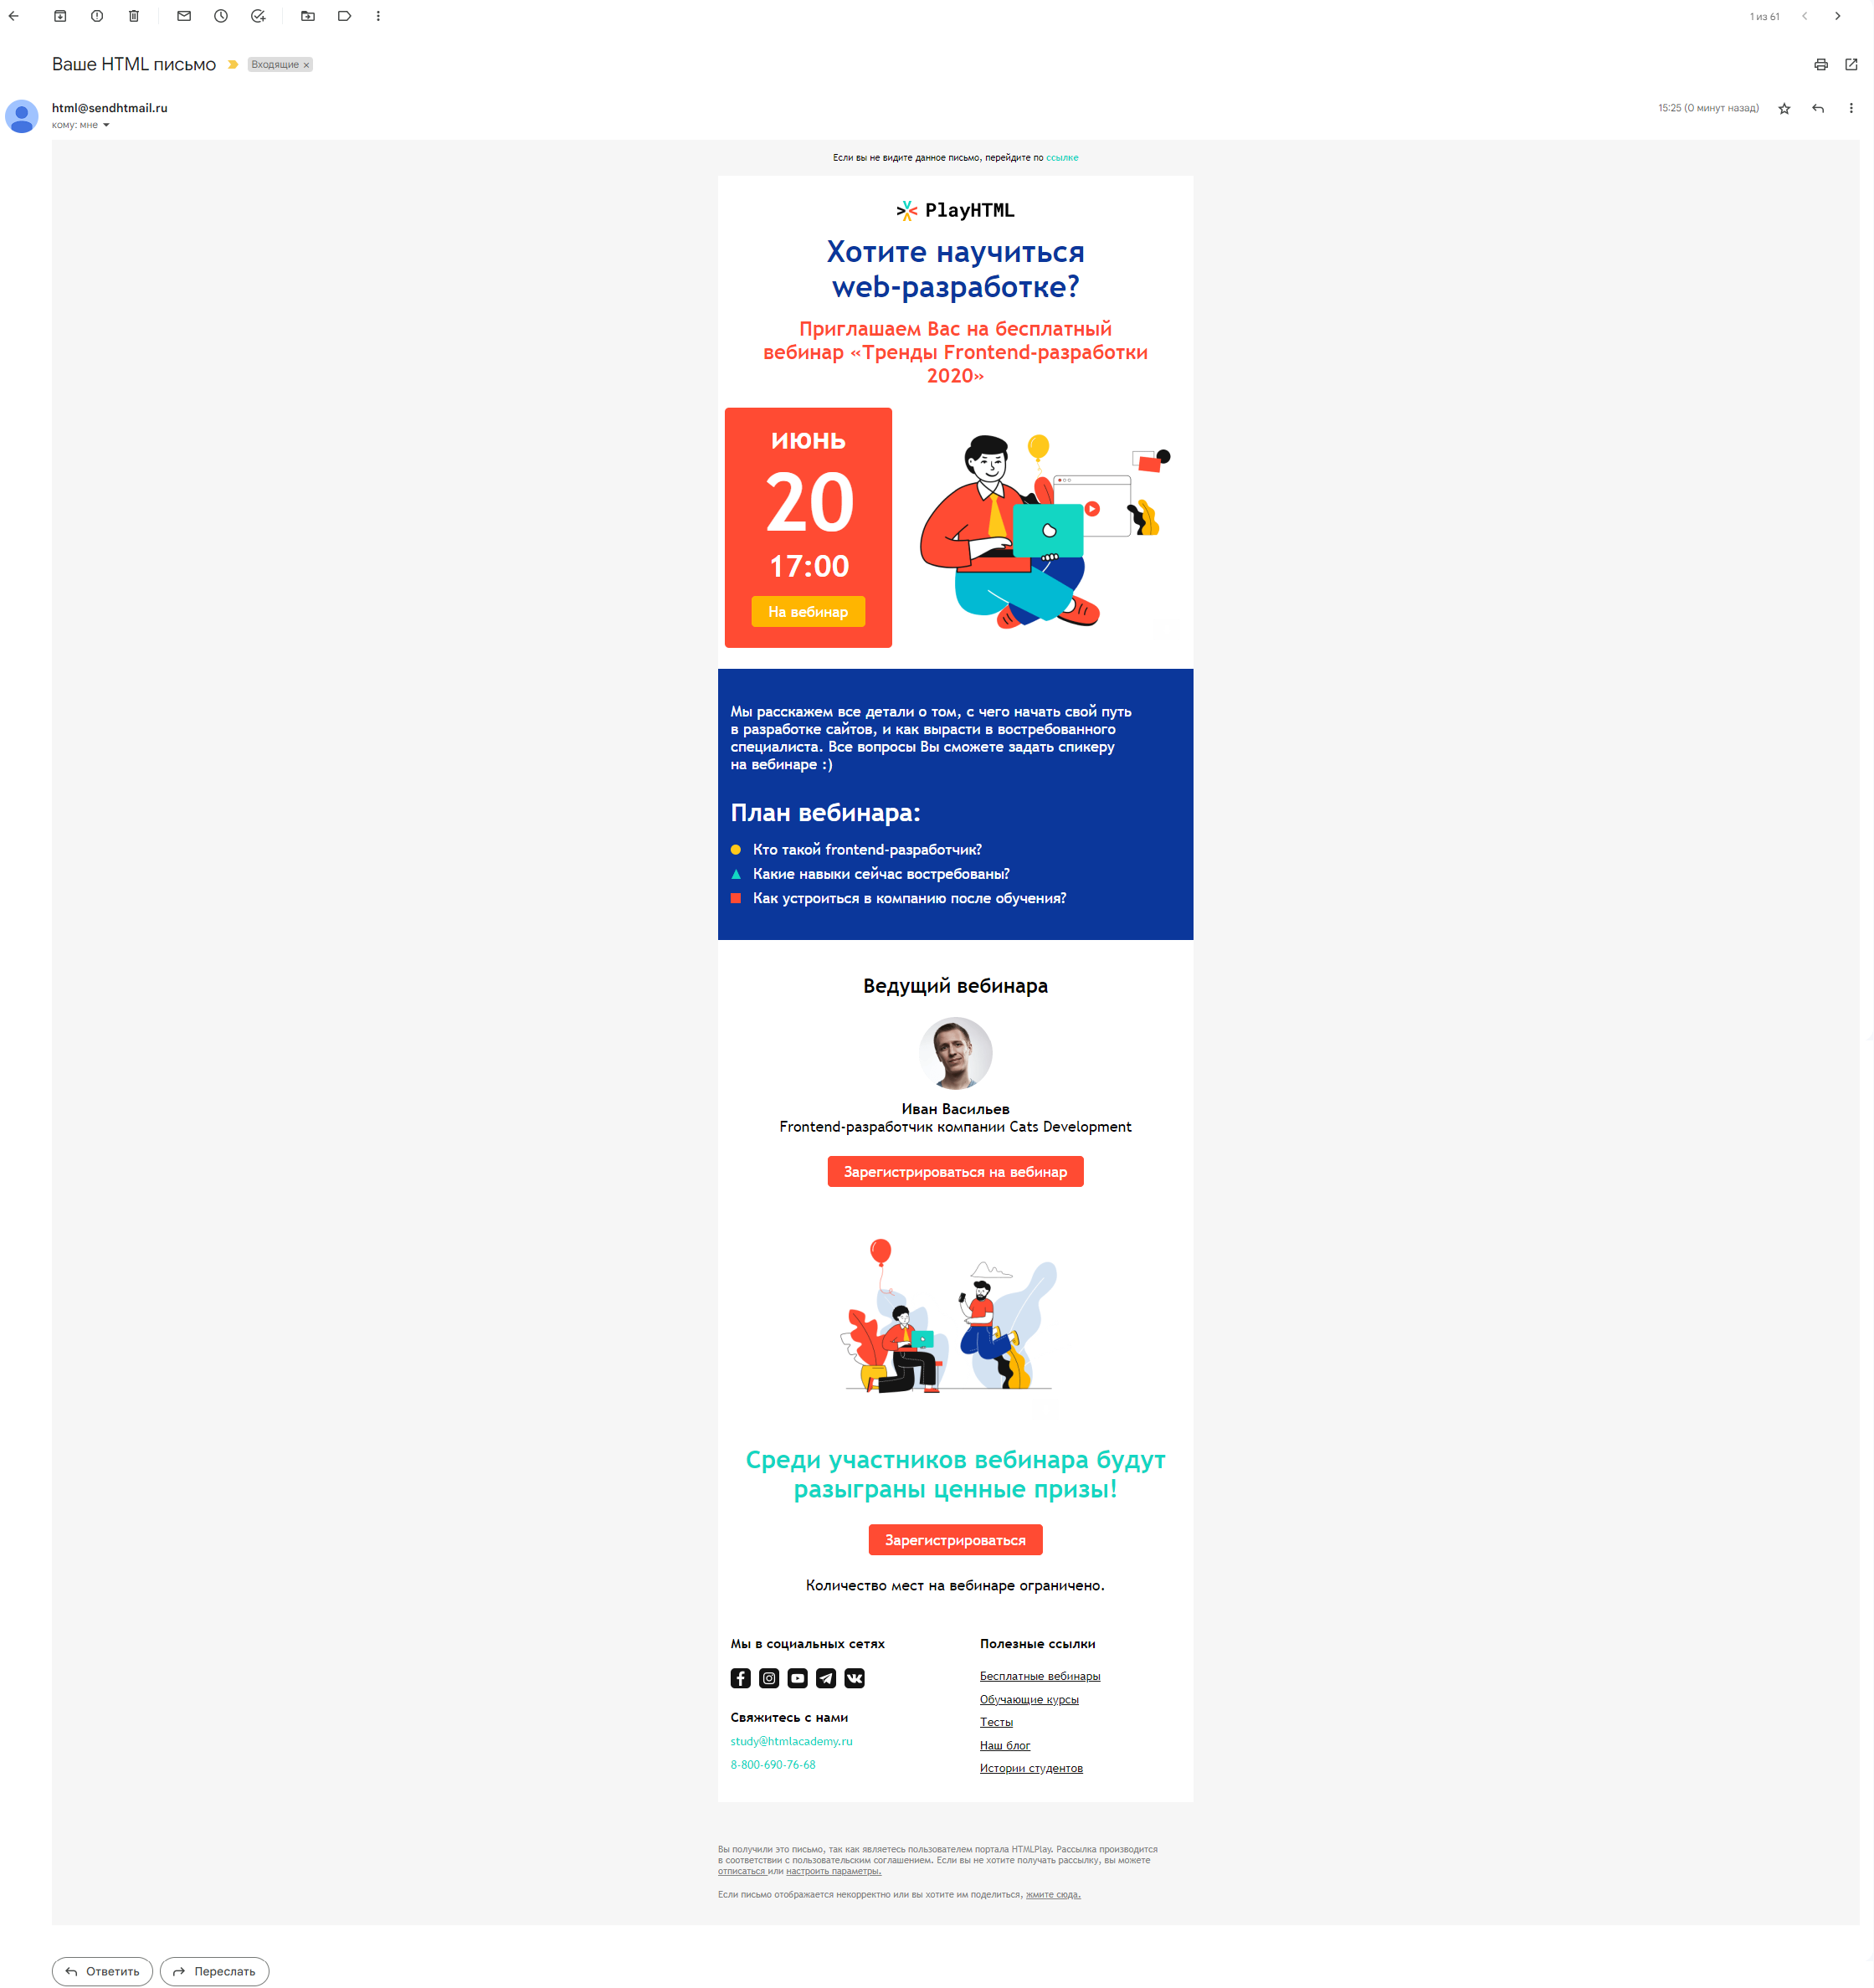 1 из 61
Ваше HTML письмо
Входящие ×
html@sendhtmail.ru
15:25 (0 минут назад)
кому: мне
Если вы не видите данное письмо, перейдите по ссылке
PlayHTML
Хотите научиться
web-разработке?
Приглашаем Вас на бесплатный
вебинар «Тренды Frontend-разработки
2020»
июнь
20
17:00
На вебинар
Мы расскажем все детали о том, с чего начать свой путь
в разработке сайтов, и как вырасти в востребованного
специалиста. Все вопросы Вы сможете задать спикеру
на вебинаре :)
План вебинара:
Кто такой frontend-разработчик?
Какие навыки сейчас востребованы?
Как устроиться в компанию после обучения?
Ведущий вебинара
Иван Васильев
Frontend-разработчик компании Cats Development
Зарегистрироваться на вебинар
Среди участников вебинара будут
разыграны ценные призы!
Зарегистрироваться
Количество мест на вебинаре ограничено.
Мы в социальных сетях
Свяжитесь с нами
study@htmlacademy.ru
8-800-690-76-68
Полезные ссылки
Бесплатные вебинары
Обучающие курсы
Тесты
Наш блог
Истории студентов
Вы получили это письмо, так как являетесь пользователем портала HTMLPlay. Рассылка производится
в соответствии с пользовательским соглашением. Если вы не хотите получать рассылку, вы можете
отписаться или настроить параметры.
Если письмо отображается некорректно или вы хотите им поделиться, жмите сюда.
Ответить
Переслать